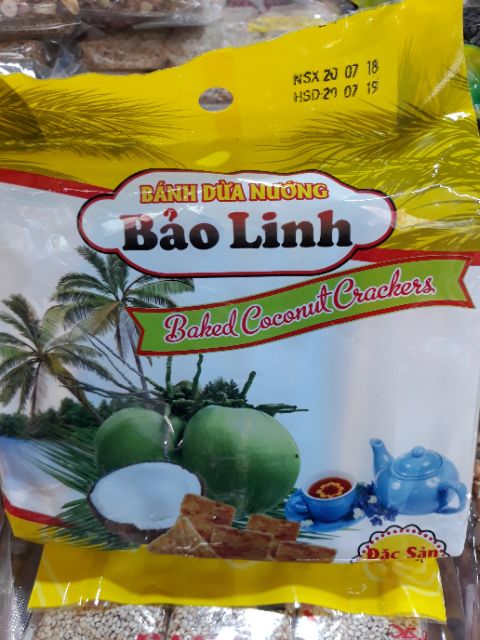 NSX 20 07 18
HSD 20 07 19
BÁNH DỪA NƯỚNG
Bảo Linh
Baked Coconut Crackers
Đặc Sản